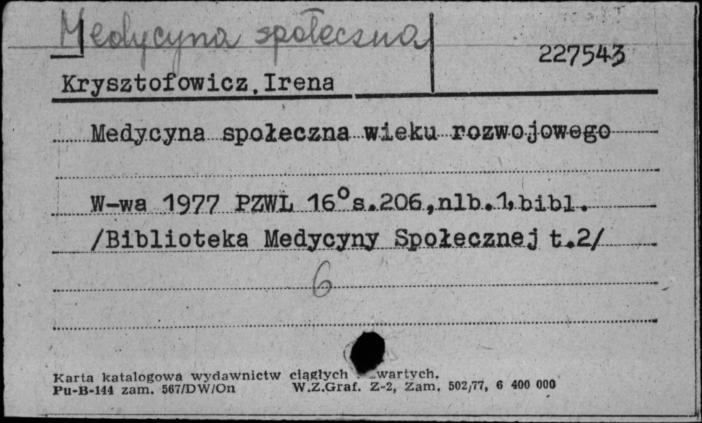 Medycyna społeczna
227543
Krysztofowicz, Irena
Medycyna społeczna wieku rozwojowego
W-wa 1977 PZWL 16° s.206, nlb.1, bibl.
/Biblioteka Medycyny Społecznej t.2/
6
Karta katalogowa wydawnictw ciągłych wartych.
Pu-B-144 zam. 567/DW/On W.Z.Graf. Z-2, Zam. 502/77, 6 400 000